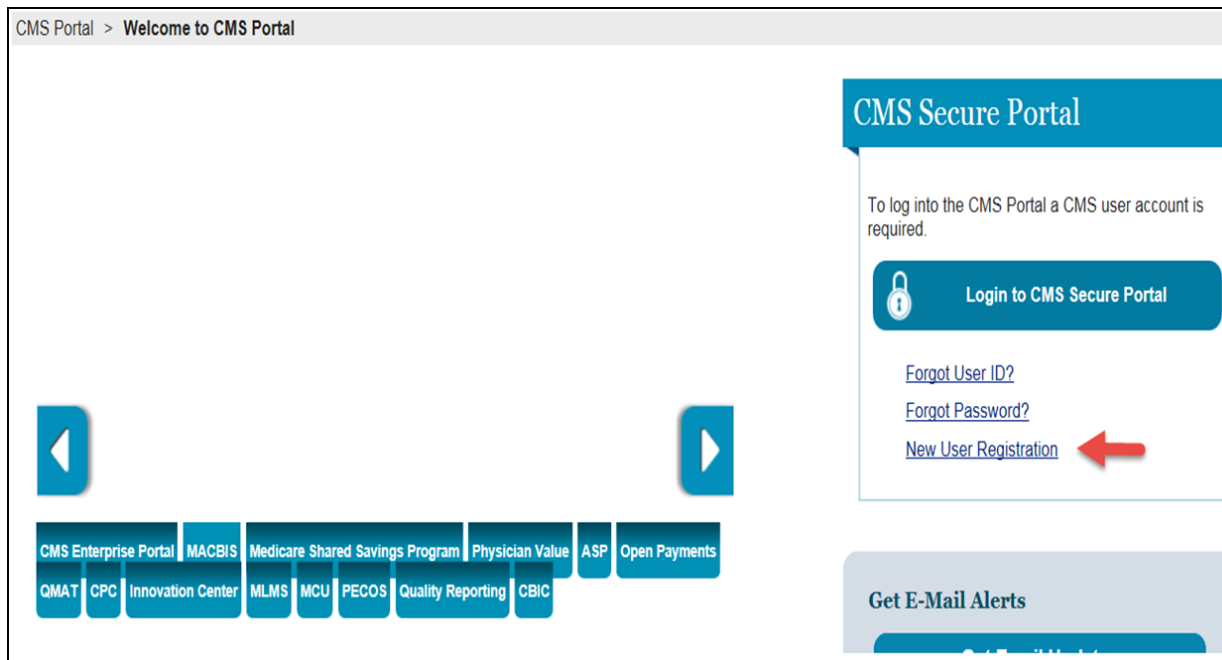 CMS Portal > Welcome to CMS Portal
CMS Secure Portal
To log into the CMS Portal a CMS user account is
required.
Login to CMS Secure Portal
Forgot User ID?
Forgot Password?
New User Registration
CMS Enterprise Portal MACBIS Medicare Shared Savings Program Physician Value ASP Open Payments
QMAT CPC Innovation Center MLMS MCU PECOS Quality Reporting CBIC
Get E-Mail Alerts